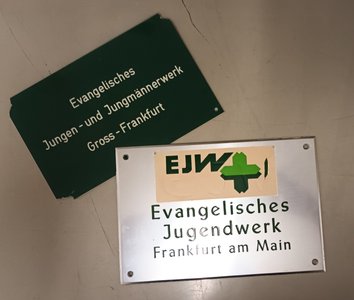 Evangelisches
Jungen- und Jungmännerwerk
Gross-Frankfurt
EJW
Evangelisches
Jugendwerk
Frankfurt am Main